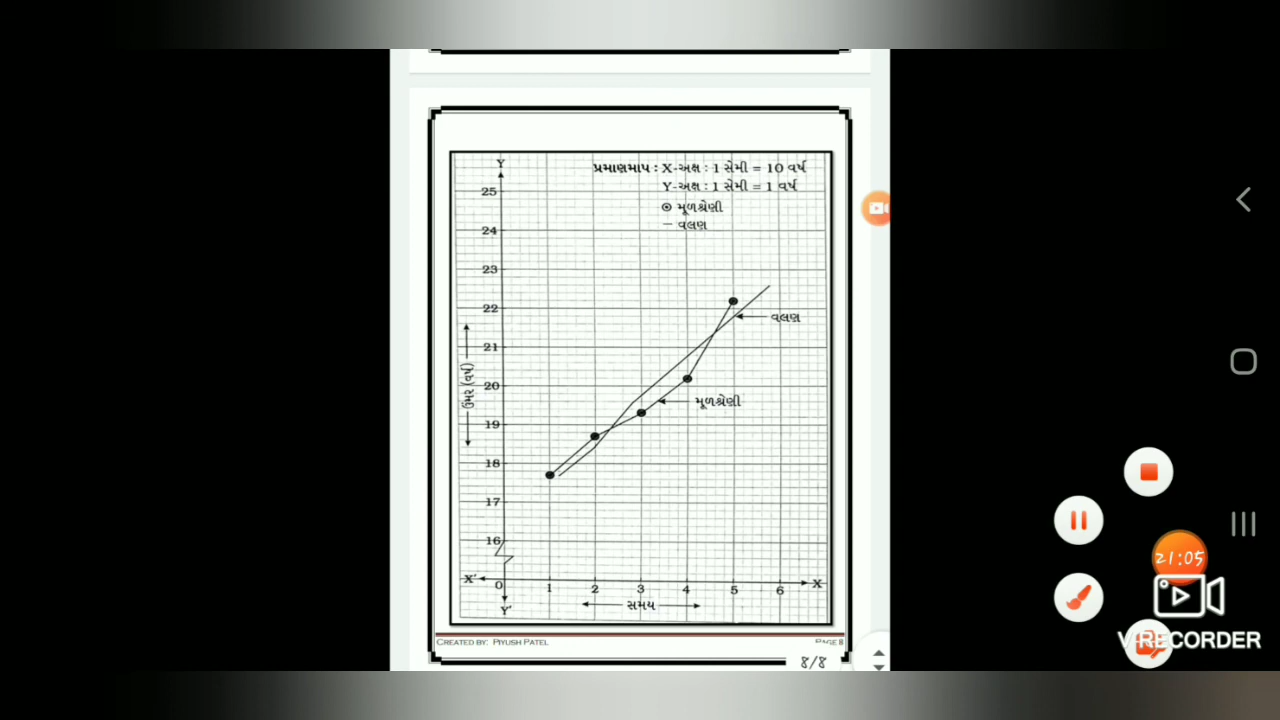 પ્રમાણમાપ : X-અક્ષ : 1 સેમી = 10 વર્ષ
Y-અક્ષ : 1 સેમી = 1 વર્ષ
મૂળશ્રેણી
વલણ
Y
25
24
23
22
21
20
19
18
17
16
ઉંમર (વર્ષ)
વલણ
મૂળશ્રેણી
X' 0 1 2 3 4 5 6 X
Y'
સમય
CREATED BY: PIYUSH PATEL
PAGE 8
8/8
21:05
RECORDER